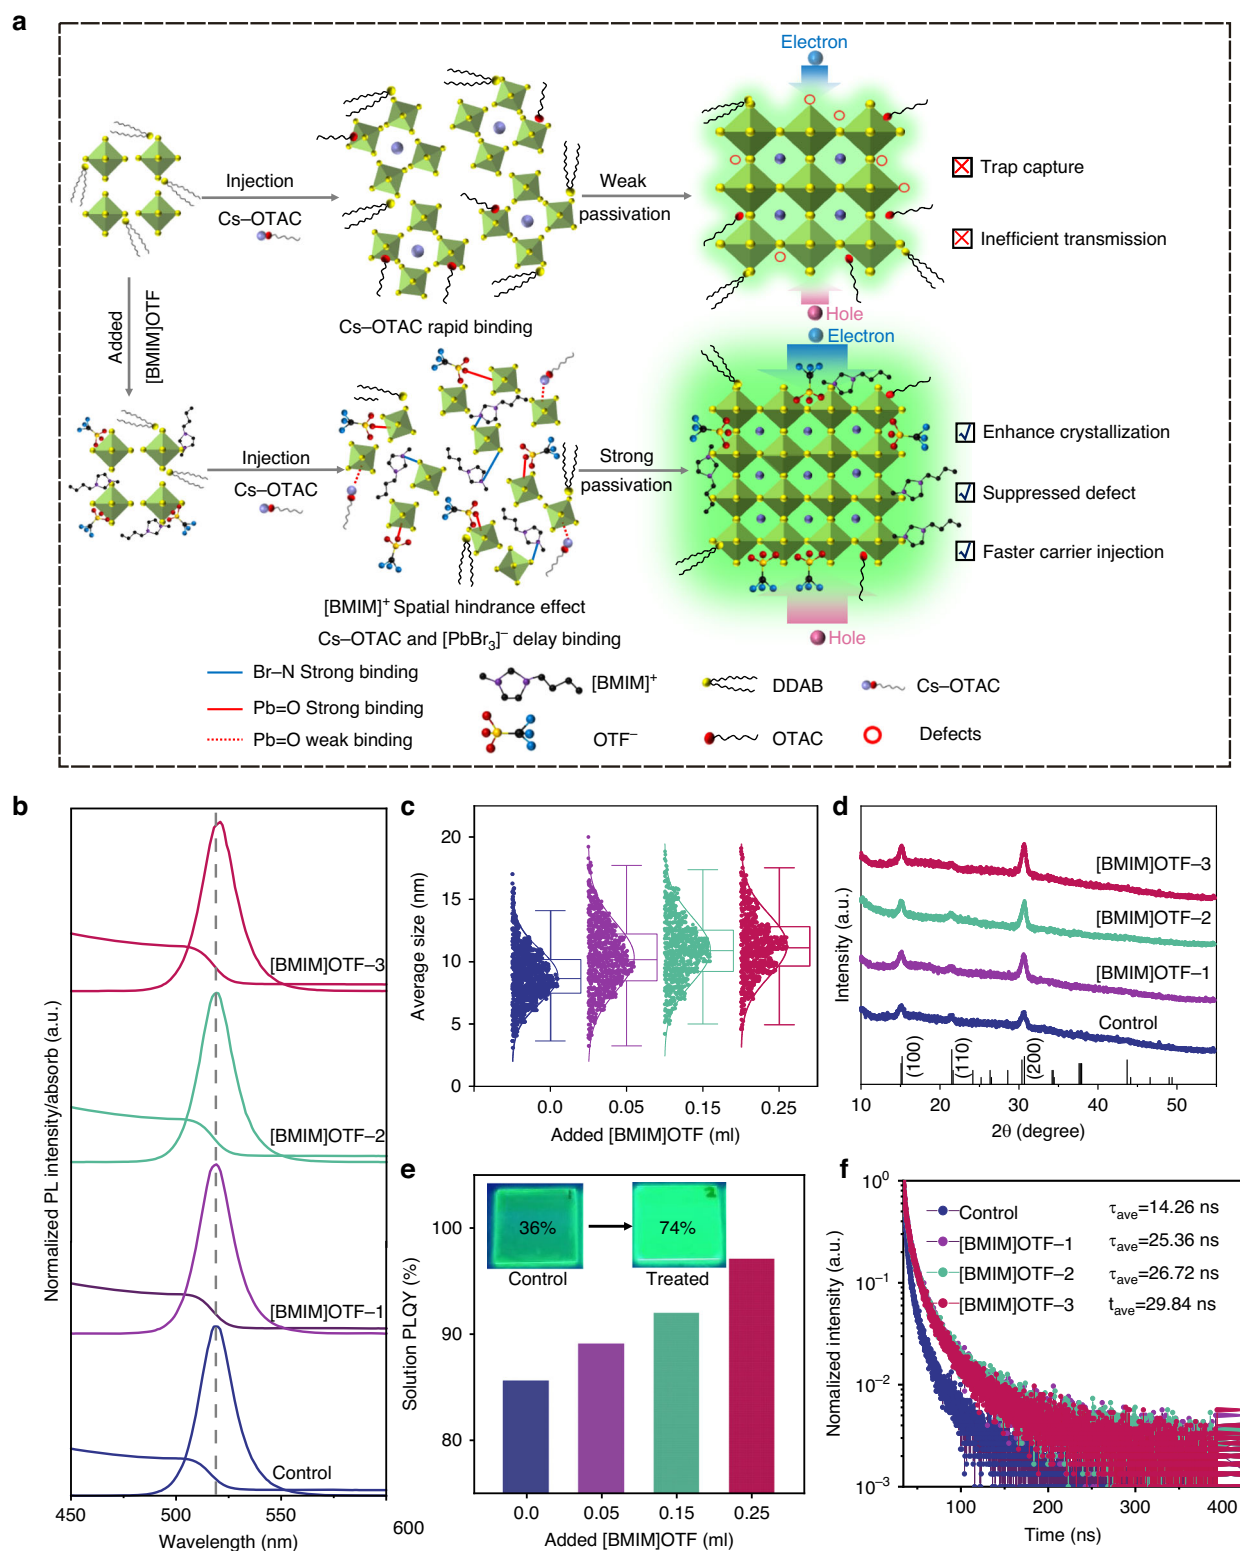 a
Electron
Injection
Cs–OTAC
Weak
passivation
Trap capture
Inefficient transmission
Cs–OTAC rapid binding
Hole
Added
[BMIM]OTF
Electron
Injection
Cs–OTAC
Strong
passivation
Enhance crystallization
Suppressed defect
Faster carrier injection
[BMIM]⁺ Spatial hindrance effect
Cs–OTAC and [PbBr₃]⁻ delay binding
Hole
Br–N Strong binding
[BMIM]⁺
DDAB
Cs–OTAC
Pb=O Strong binding
Pb=O weak binding
OTF⁻
OTAC
Defects
b
Normalized PL intensity/absorb (a.u.)
[BMIM]OTF–3
[BMIM]OTF–2
[BMIM]OTF–1
Control
450 500 550 600
Wavelength (nm)
c
Average size (nm)
20
15
10
5
0
0.0 0.05 0.15 0.25
Added [BMIM]OTF (ml)
d
Intensity (a.u.)
[BMIM]OTF–3
[BMIM]OTF–2
[BMIM]OTF–1
Control
(100) (110) (200)
10 20 30 40 50
2θ (degree)
e
Solution PLQY (%)
100
90
80
36% 74%
Control Treated
0.0 0.05 0.15 0.25
Added [BMIM]OTF (ml)
f
Nomalized intensity (a.u.)
10⁰
10⁻¹
10⁻²
10⁻³
Control τave=14.26 ns
[BMIM]OTF–1 τave=25.36 ns
[BMIM]OTF–2 τave=26.72 ns
[BMIM]OTF–3 tave=29.84 ns
100 200 300 400
Time (ns)